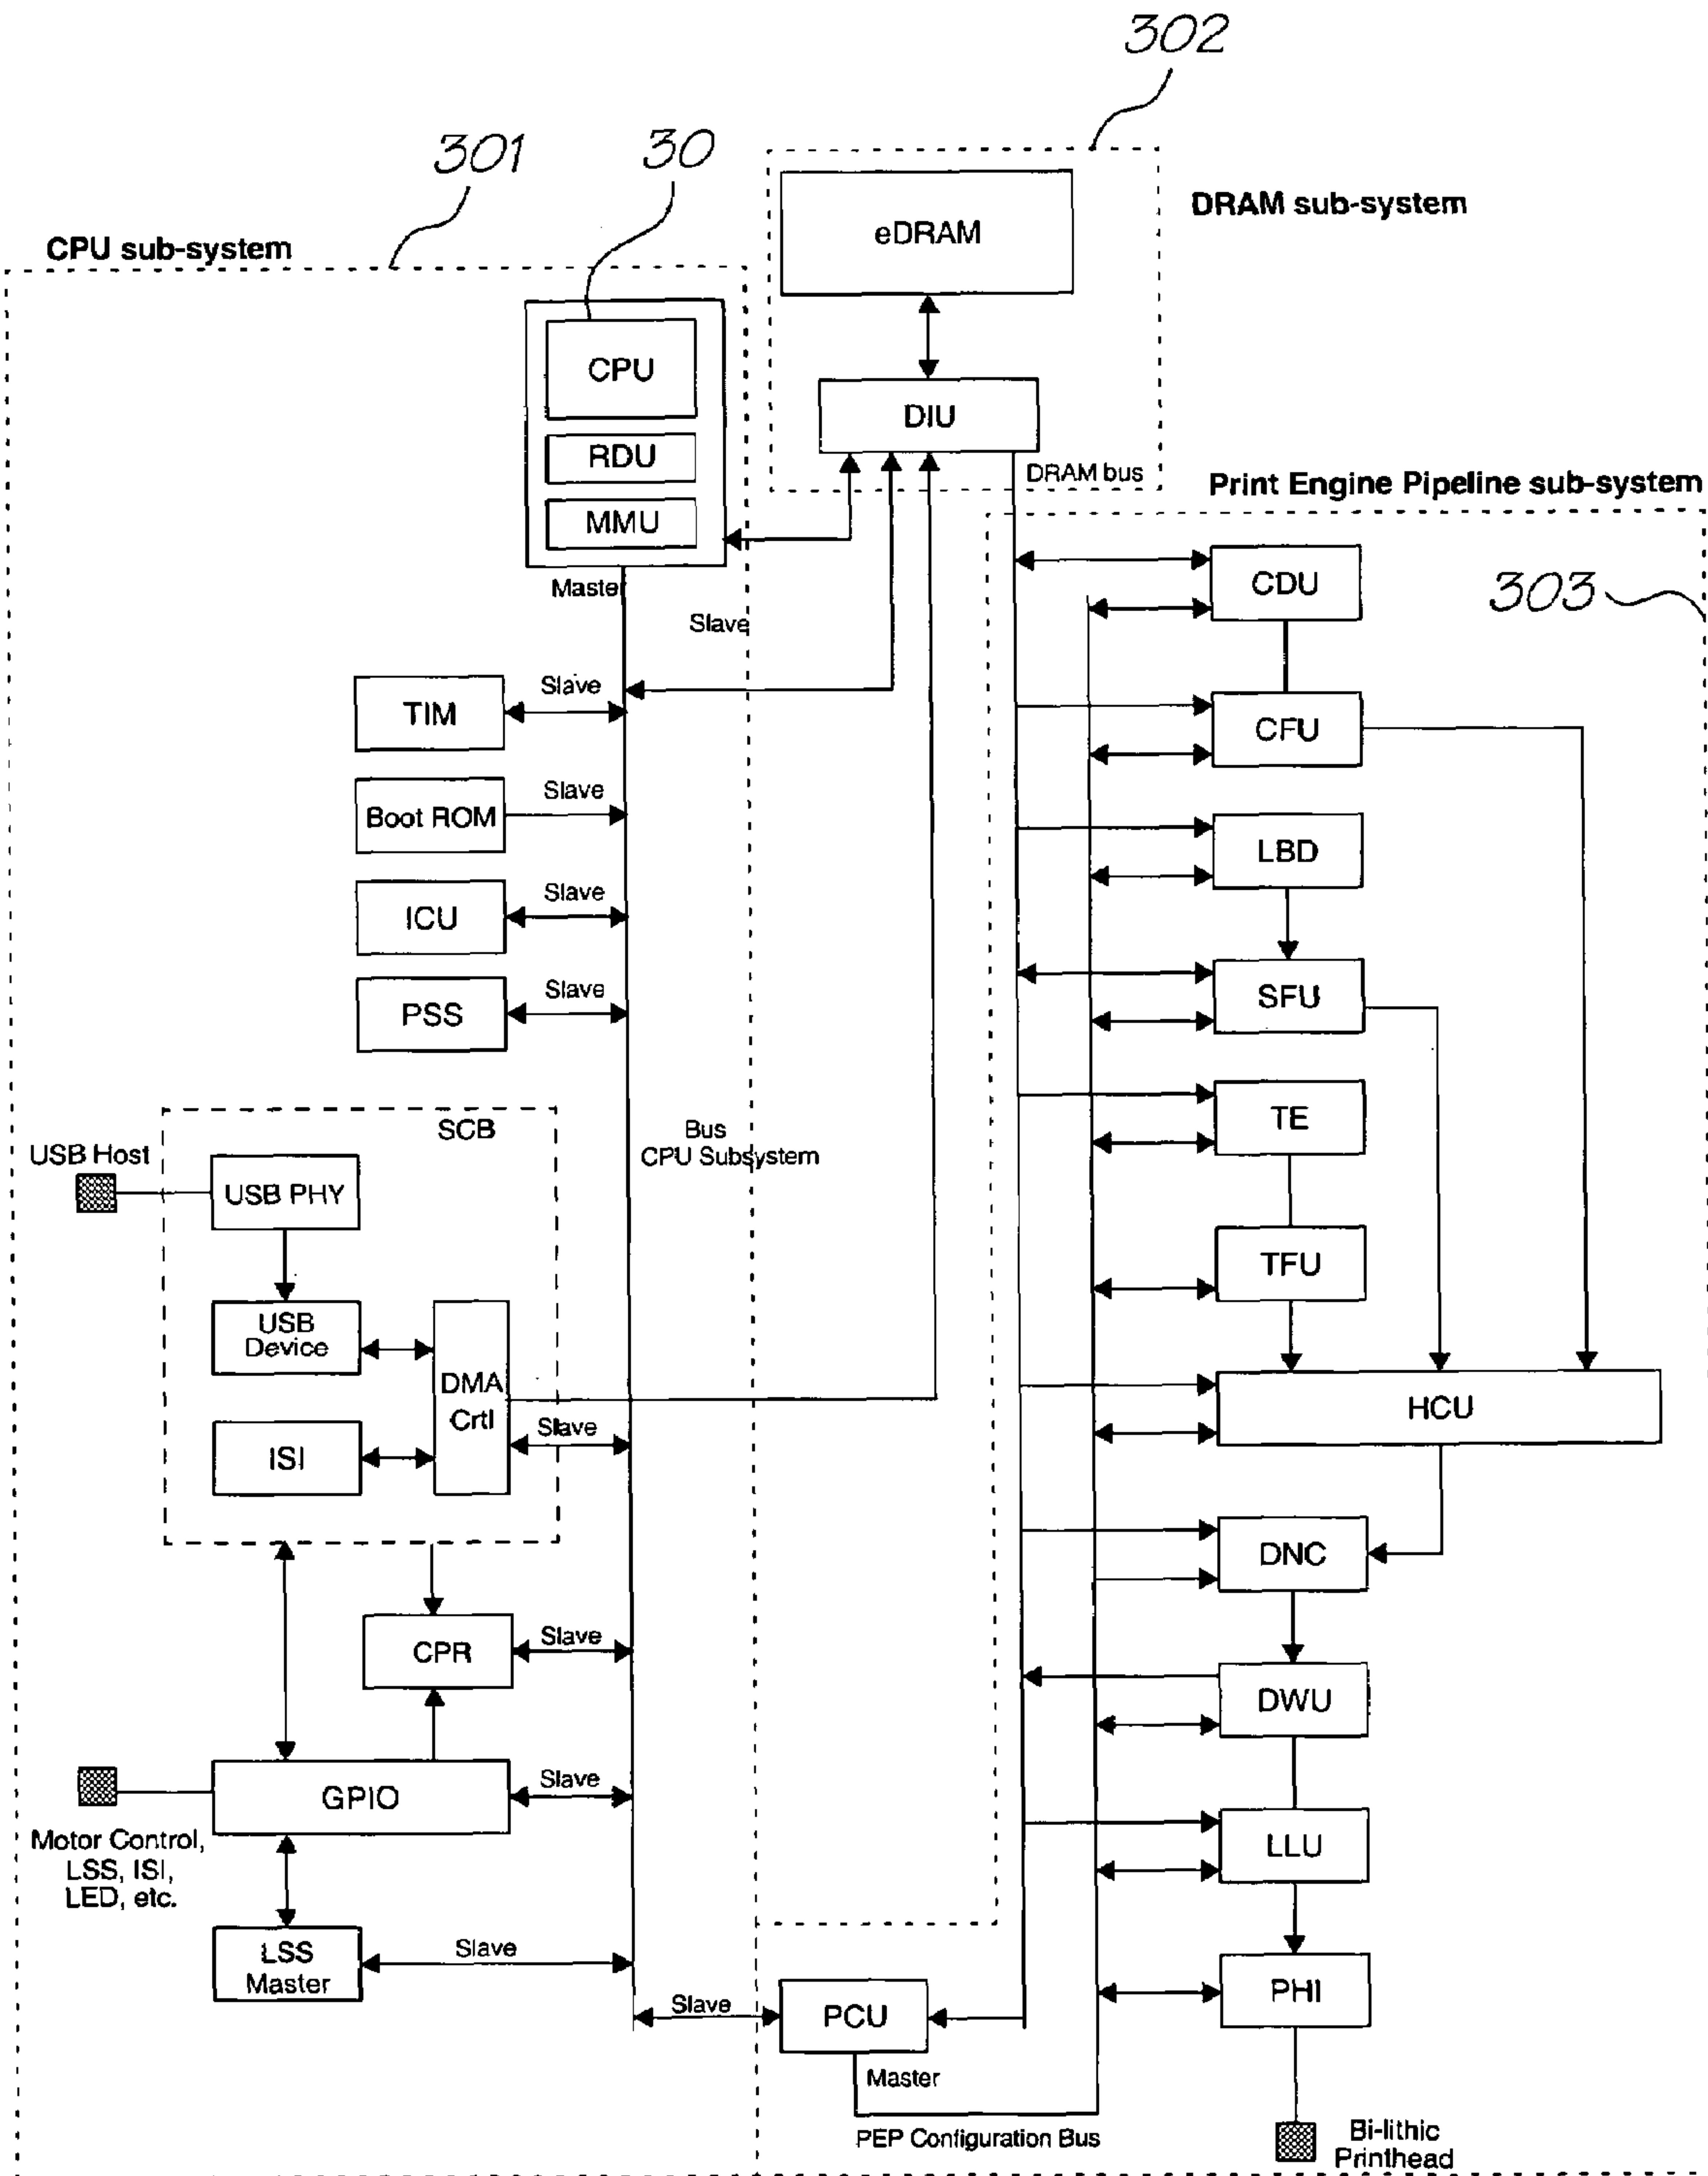 302
301
30
DRAM sub-system
CPU sub-system
eDRAM
CPU
DIU
RDU
DRAM bus
Print Engine Pipeline sub-system
MMU
Master
CDU
303
Slave
Slave
TIM
CFU
Slave
Boot ROM
LBD
Slave
ICU
Slave
PSS
SFU
TE
SCB
Bus
CPU Subsystem
USB Host
USB PHY
TFU
USB
Device
DMA
Crtl
HCU
Slave
ISI
DNC
Slave
CPR
DWU
Slave
GPIO
Motor Control,
LSS, ISI,
LED, etc.
LLU
LSS
Master
Slave
PHI
Slave
PCU
Master
PEP Configuration Bus
Bi-lithic
Printhead